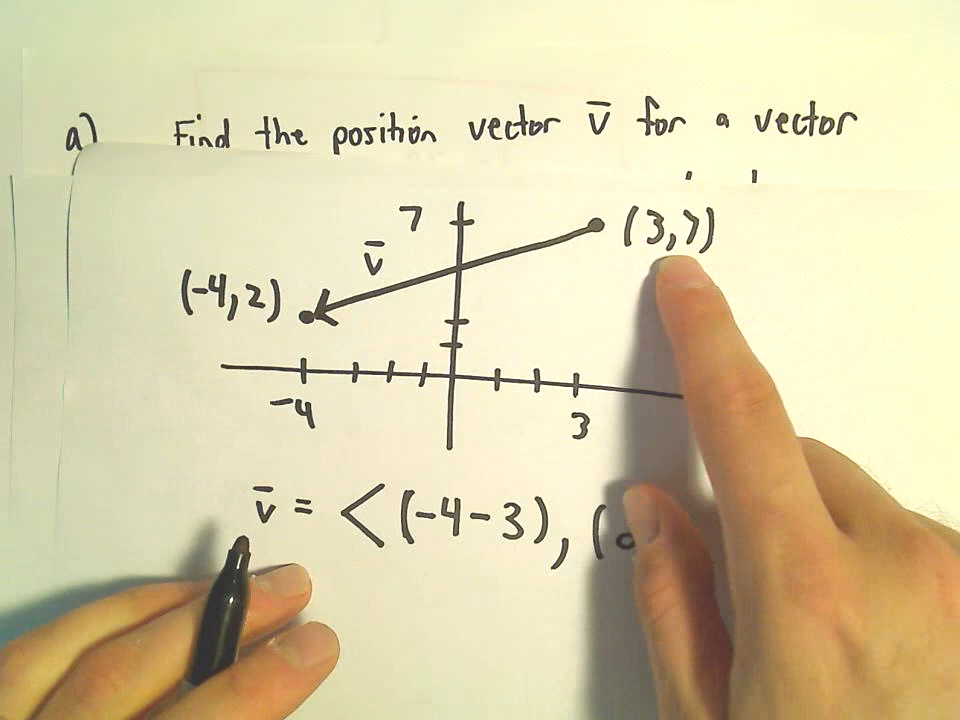 a) Find the position vector v̅ for a vector
7
(3,7)
v̅
(-4,2)
-4
3
v̅ = <(-4-3), (